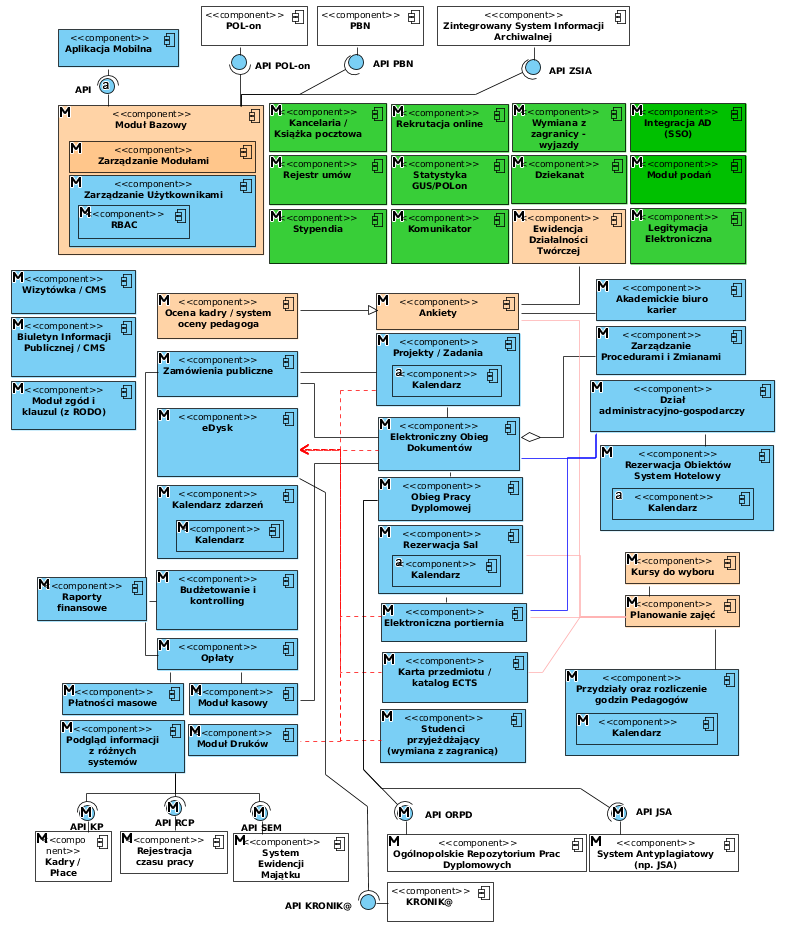 <<component>>
POL-on
<<component>>
PBN
<<component>>
Zintegrowany System Informacji
Archiwalnej
<<component>>
Aplikacja Mobilna
API POL-on
API PBN
API ZSIA
API
a
M
<<component>>
Moduł Bazowy
M
<<component>>
Zarządzanie Modułami
M
<<component>>
Zarządzanie Użytkownikami
M
<<component>>
RBAC
M
<<component>>
Kancelaria /
Książka pocztowa
M
<<component>>
Rekrutacja online
M
<<component>>
Wymiana z
zagranicy -
wyjazdy
M
<<component>>
Integracja AD
(SSO)
M
<<component>>
Rejestr umów
M
<<component>>
Statystyka
GUS/POLon
M
<<component>>
Dziekanat
M
<<component>>
Moduł podań
M
<<component>>
Stypendia
M
<<component>>
Komunikator
M
<<component>>
Ewidencja
Działalności
Twórczej
M
<<component>>
Legitymacja
Elektroniczna
M
<<component>>
Wizytówka / CMS
M
<<component>>
Biuletyn Informacji
Publicznej / CMS
M
<<component>>
Moduł zgód i
klauzul (z RODO)
M
<<component>>
Ocena kadry / system
oceny pedagoga
M
<<component>>
Ankiety
M
<<component>>
Akademickie biuro
karier
M
<<component>>
Zamówienia publiczne
M
<<component>>
Projekty / Zadania
a
<<component>>
Kalendarz
M
<<component>>
Zarządzanie
Procedurami i Zmianami
M
<<component>>
Dział
administracyjno-gospodarczy
M
<<component>>
eDysk
M
<<component>>
Elektroniczny Obieg
Dokumentów
M
<<component>>
Rezerwacja Obiektów
System Hotelowy
a
<<component>>
Kalendarz
M
<<component>>
Kalendarz zdarzeń
M
<<component>>
Kalendarz
M
<<component>>
Obieg Pracy
Dyplomowej
M
<<component>>
Rezerwacja Sal
a
<<component>>
Kalendarz
M
<<component>>
Kursy do wyboru
M
<<component>>
Planowanie zajęć
M
<<component>>
Raporty
finansowe
M
<<component>>
Budżetowanie i
kontrolling
M
<<component>>
Elektroniczna portiernia
M
<<component>>
Opłaty
M
<<component>>
Karta przedmiotu /
katalog ECTS
M
<<component>>
Przydziały oraz rozliczenie
godzin Pedagogów
M
<<component>>
Kalendarz
M
<<component>>
Płatności masowe
M
<<component>>
Moduł kasowy
M
<<component>>
Podgląd informacji
z różnych
systemów
M
<<component>>
Moduł Druków
M
<<component>>
Studenci
przyjeżdżający
(wymiana z zagranicą)
M
API KP
M
API RCP
M
API SEM
M
API ORPD
M
API JSA
M
<<compo
nent>>
Kadry /
Płace
M
<<component>>
Rejestracja
czasu pracy
M
<<component>>
System
Ewidencji
Majątku
M
<<component>>
Ogólnopolskie Repozytorium Prac
Dyplomowych
M
<<component>>
System Antyplagiatowy
(np. JSA)
API KRONIK@
<<component>>
KRONIK@